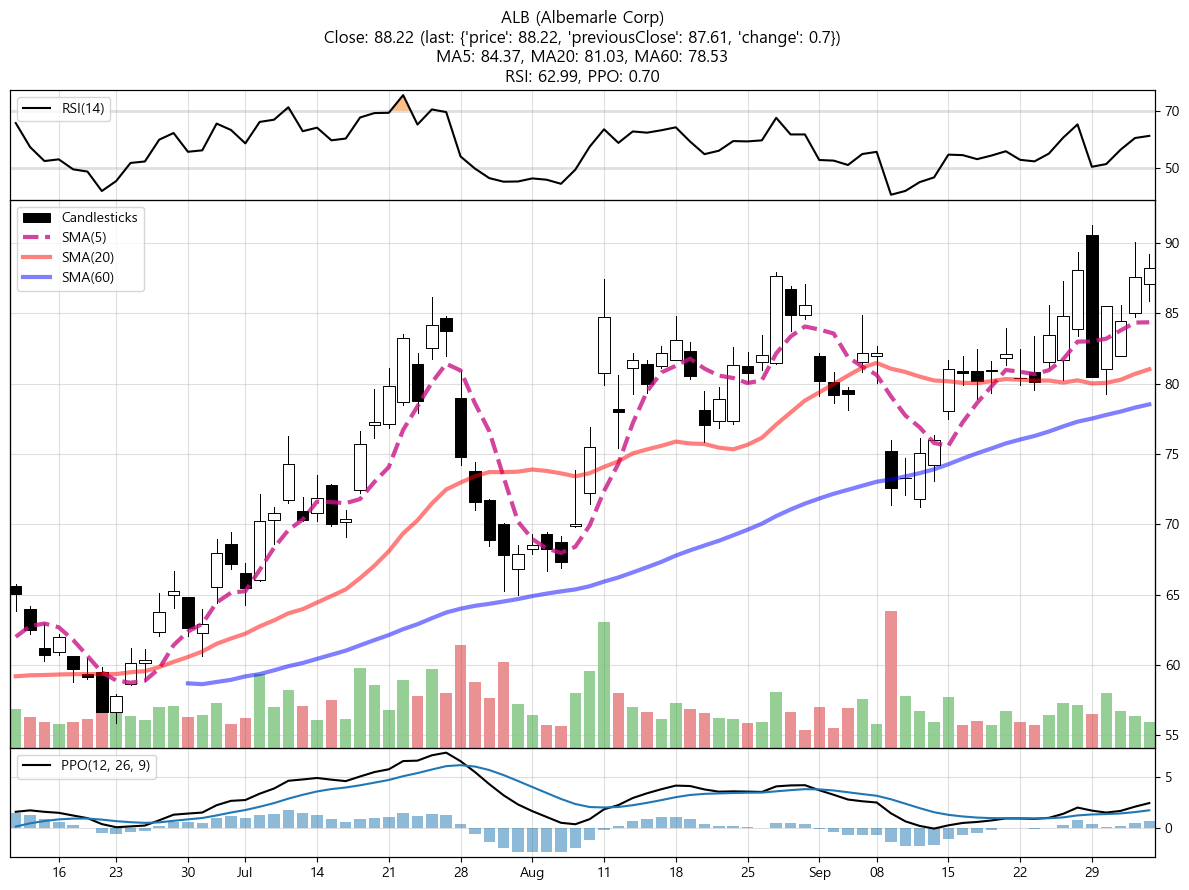 ALB (Albemarle Corp)
Close: 88.22 (last: {'price': 88.22, 'previousClose': 87.61, 'change': 0.7})
MA5: 84.37, MA20: 81.03, MA60: 78.53
RSI: 62.99, PPO: 0.70
RSI(14)
70
50
Candlesticks
SMA(5)
SMA(20)
SMA(60)
90
85
80
75
70
65
60
55
PPO(12, 26, 9)
5
0
16 23 30 Jul 14 21 28 Aug 11 18 25 Sep 08 15 22 29